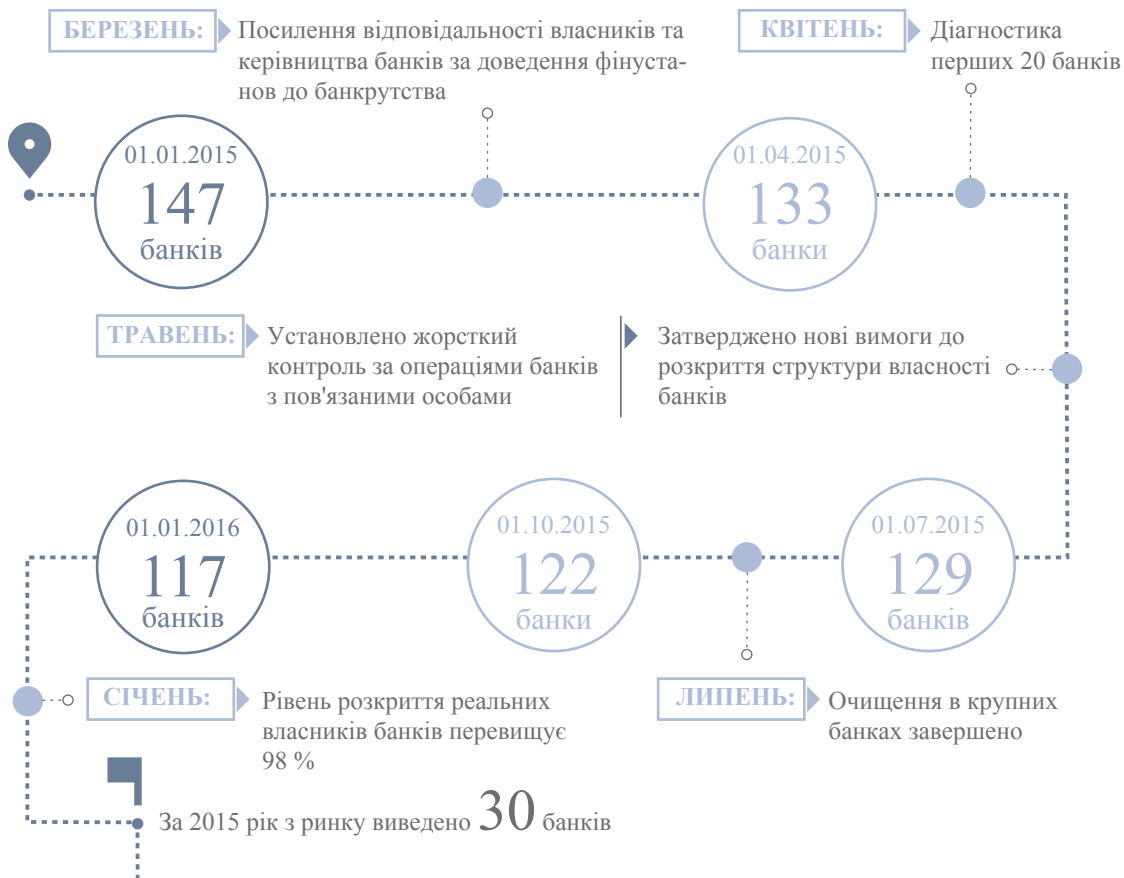 БЕРЕЗЕНЬ:
Посилення відповідальності власників та
керівництва банків за доведення фінуста-
нов до банкрутства
КВІТЕНЬ:
Діагностика
перших 20 банків
01.01.2015
147
банків
01.04.2015
133
банки
ТРАВЕНЬ:
Установлено жорсткий
контроль за операціями банків
з пов'язаними особами
Затверджено нові вимоги до
розкриття структури власності
банків
01.07.2015
129
банків
ЛИПЕНЬ:
Очищення в крупних
банках завершено
01.10.2015
122
банки
01.01.2016
117
банків
СІЧЕНЬ:
Рівень розкриття реальних
власників банків перевищує
98 %
За 2015 рік з ринку виведено 30 банків